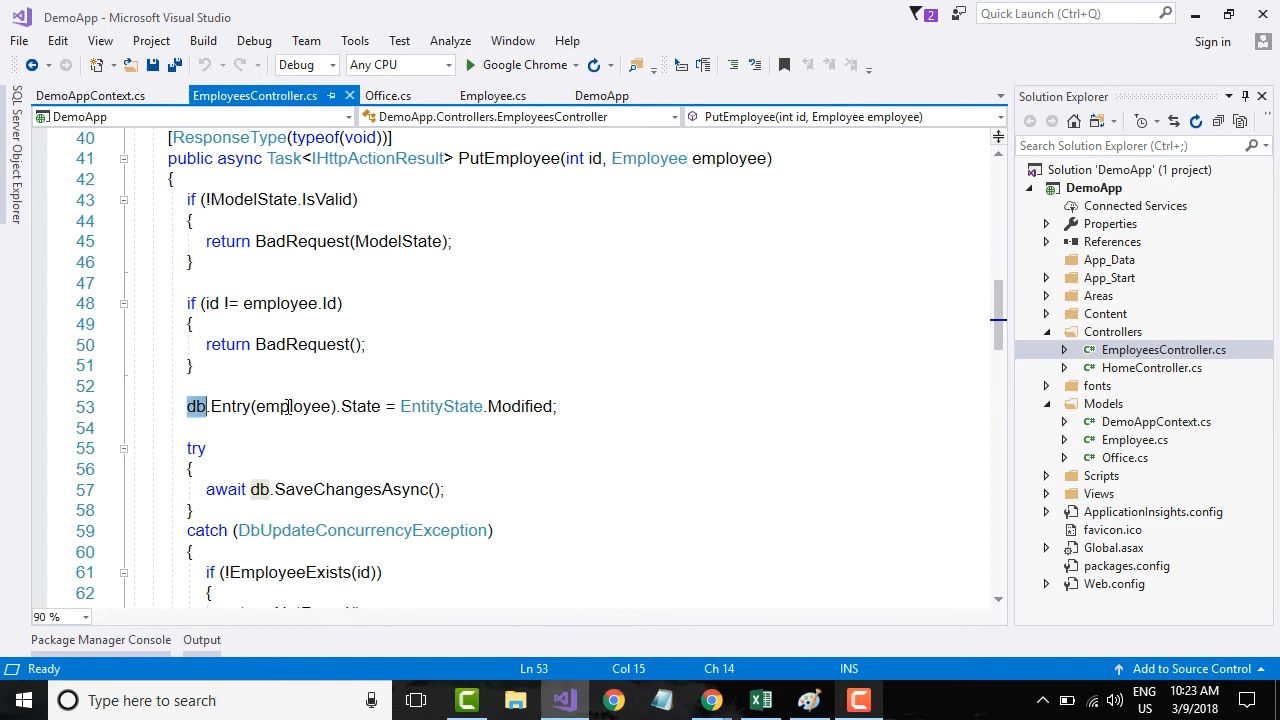 DemoApp - Microsoft Visual Studio
2
Quick Launch (Ctrl+Q)
File Edit View Project Build Debug Team Tools Test Analyze Window Help
Sign in
Debug Any CPU Google Chrome
SQL Server Object Explorer
DemoAppContext.cs EmployeesController.cs Office.cs Employee.cs DemoApp
DemoApp DemoApp.Controllers.EmployeesController PutEmployee(int id, Employee employee)
40 [ResponseType(typeof(void))]
41 public async Task<IHttpActionResult> PutEmployee(int id, Employee employee)
42 {
43 if (!ModelState.IsValid)
44 {
45 return BadRequest(ModelState);
46 }
47
48 if (id != employee.Id)
49 {
50 return BadRequest();
51 }
52
53 db.Entry(employee).State = EntityState.Modified;
54
55 try
56 {
57 await db.SaveChangesAsync();
58 }
59 catch (DbUpdateConcurrencyException)
60 {
61 if (!EmployeeExists(id))
62 {
90 %
Solution Explorer
Search Solution Explorer (Ctrl+;)
Solution 'DemoApp' (1 project)
DemoApp
Connected Services
Properties
References
App_Data
App_Start
Areas
Content
Controllers
C# EmployeesController.cs
C# HomeController.cs
fonts
Models
C# DemoAppContext.cs
C# Employee.cs
C# Office.cs
Scripts
Views
ApplicationInsights.config
favicon.ico
Global.asax
packages.config
Web.config
Package Manager Console Output
Ready Ln 53 Col 15 Ch 14 INS Add to Source Control
Type here to search
ENG
US
10:23 AM
3/9/2018